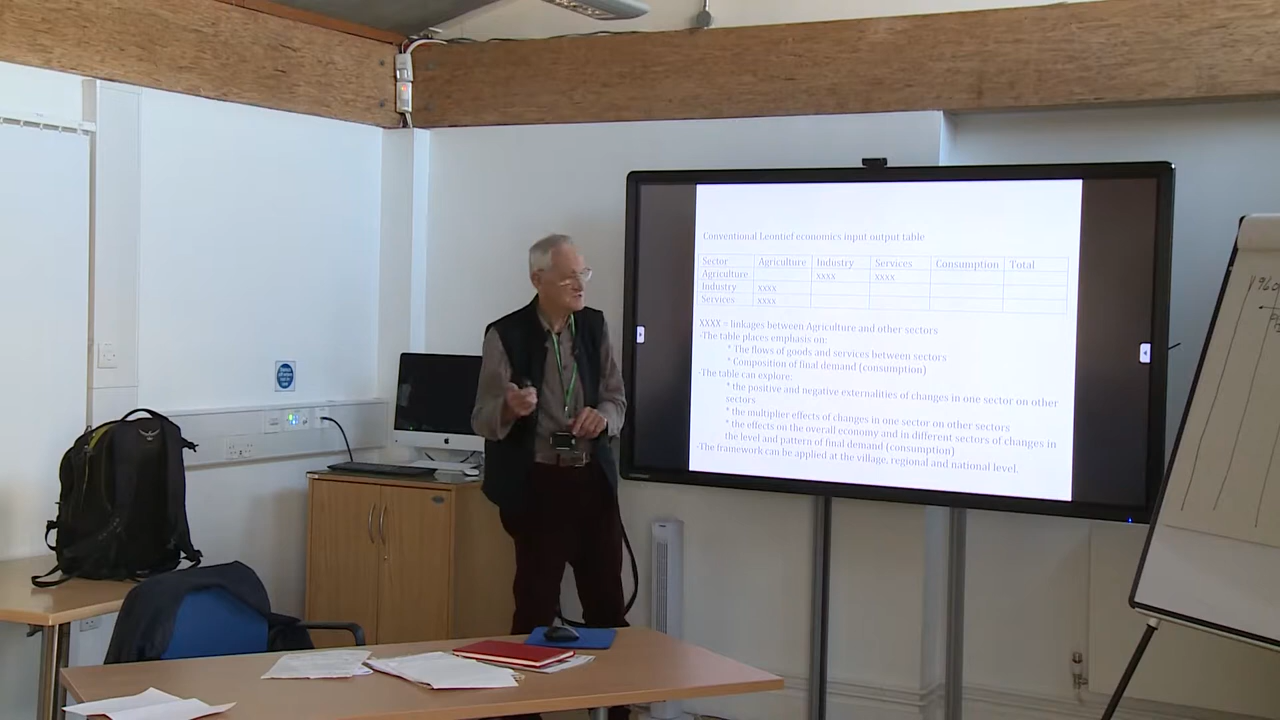 Conventional Leontief economics input output table
Sector Agriculture Industry Services Consumption Total
Agriculture xxxx xxxx
Industry xxxx
Services xxxx
XXXX = linkages between Agriculture and other sectors
-The table places emphasis on:
* The flows of goods and services between sectors
* Composition of final demand (consumption)
-The table can explore:
* the positive and negative externalities of changes in one sector on other
sectors
* the multiplier effects of changes in one sector on other sectors
* the effects on the overall economy and in different sectors of changes in
the level and pattern of final demand (consumption)
-The framework can be applied at the village, regional and national level.
1960